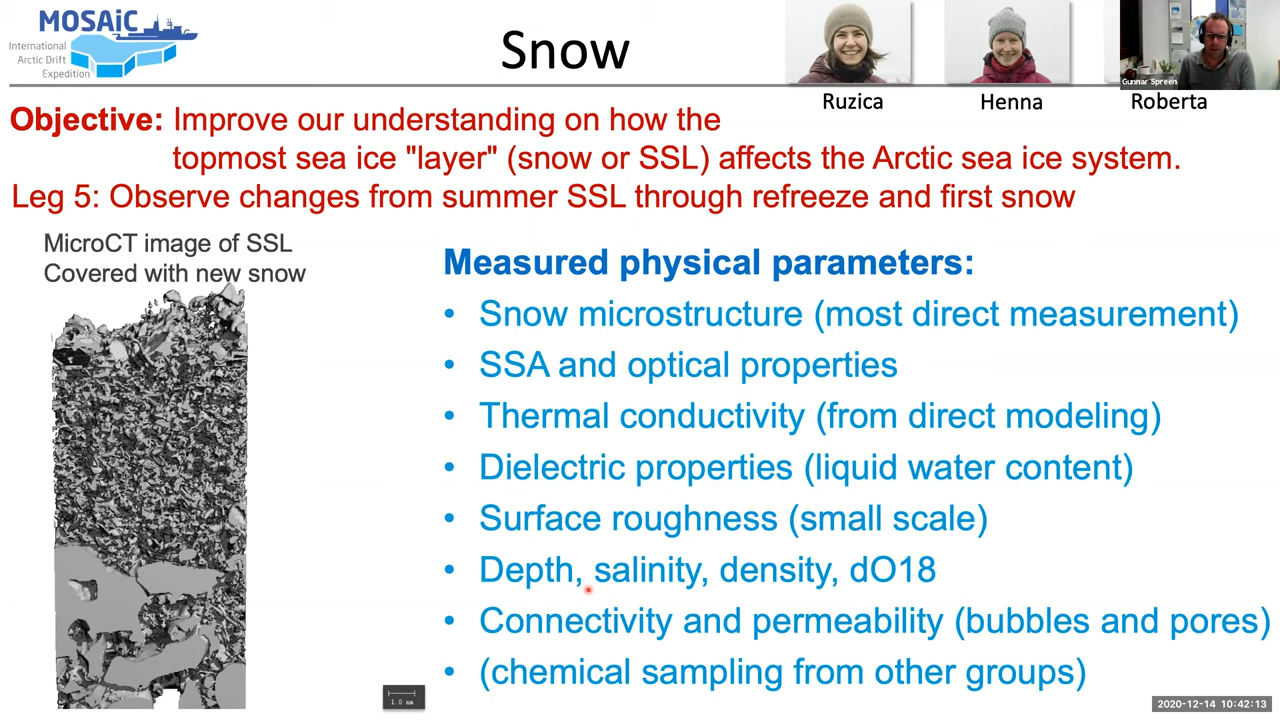 MOSAiC
International
Arctic Drift
Expedition
Snow
Gunnar Spreen
Ruzica
Henna
Roberta
Objective: Improve our understanding on how the
topmost sea ice "layer" (snow or SSL) affects the Arctic sea ice system.
Leg 5: Observe changes from summer SSL through refreeze and first snow
MicroCT image of SSL
Covered with new snow
Measured physical parameters:
• Snow microstructure (most direct measurement)
• SSA and optical properties
• Thermal conductivity (from direct modeling)
• Dielectric properties (liquid water content)
• Surface roughness (small scale)
• Depth, salinity, density, dO18
• Connectivity and permeability (bubbles and pores)
• (chemical sampling from other groups)
1.0 mm
2020-12-14 10:42:13